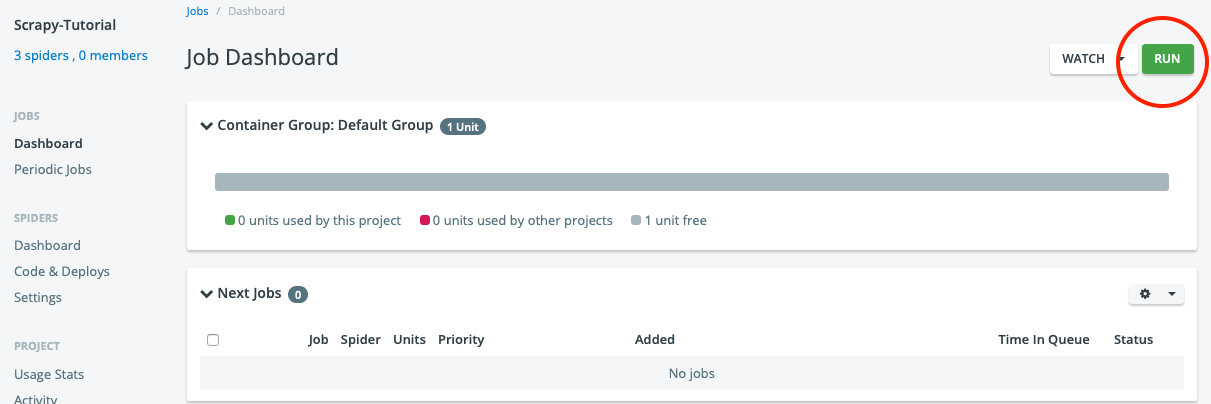 Scrapy-Tutorial
3 spiders , 0 members
JOBS
Dashboard
Periodic Jobs
SPIDERS
Dashboard
Code & Deploys
Settings
PROJECT
Usage Stats
Activity
Jobs / Dashboard
Job Dashboard
WATCH
RUN
Container Group: Default Group 1 Unit
0 units used by this project 0 units used by other projects 1 unit free
Next Jobs 0
Job Spider Units Priority Added Time In Queue Status
No jobs